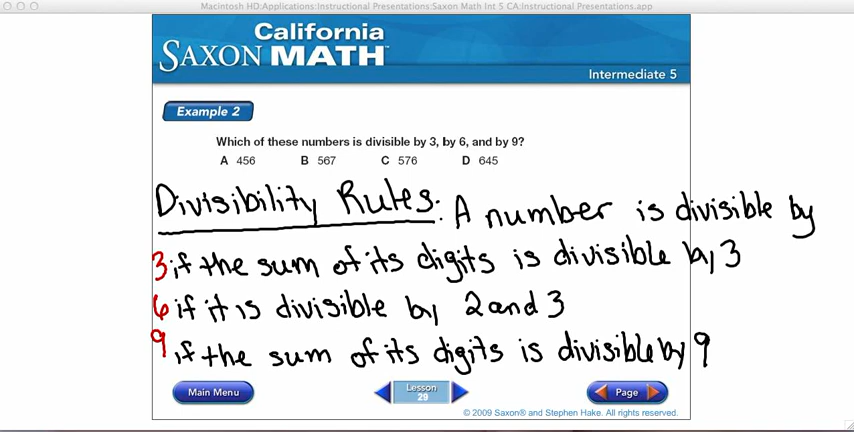 Macintosh HD:Applications:Instructional Presentations:Saxon Math Int 5 CA:Instructional Presentations.app
California
SAXON MATH™
Intermediate 5
Example 2
Which of these numbers is divisible by 3, by 6, and by 9?
A 456 B 567 C 576 D 645
Divisibility Rules: A number is divisible by
3 if the sum of its digits is divisible by 3
6 if it is divisible by 2 and 3
9 if the sum of its digits is divisible by 9
Main Menu
Lesson
29
Page
© 2009 Saxon® and Stephen Hake. All rights reserved.